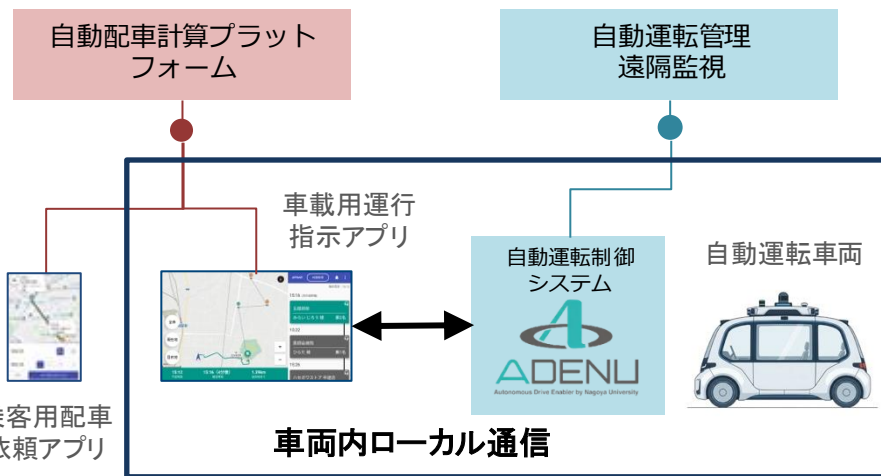 自動配車計算プラット
フォーム
自動運転管理
遠隔監視
車載用運行
指示アプリ
自動運転制御
システム
自動運転車両
ADENU
Autonomous Drive Enabler by Nagoya University
客用配車
依頼アプリ
車両内ローカル通信